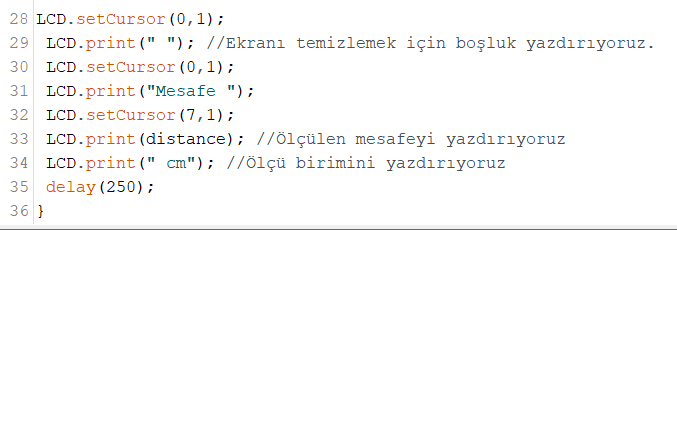 28 LCD.setCursor(0,1);
29 LCD.print(" "); //Ekranı temizlemek için boşluk yazdırıyoruz.
30 LCD.setCursor(0,1);
31 LCD.print("Mesafe ");
32 LCD.setCursor(7,1);
33 LCD.print(distance); //Ölçülen mesafeyi yazdırıyoruz
34 LCD.print(" cm"); //Ölçü birimini yazdırıyoruz
35 delay(250);
36 }